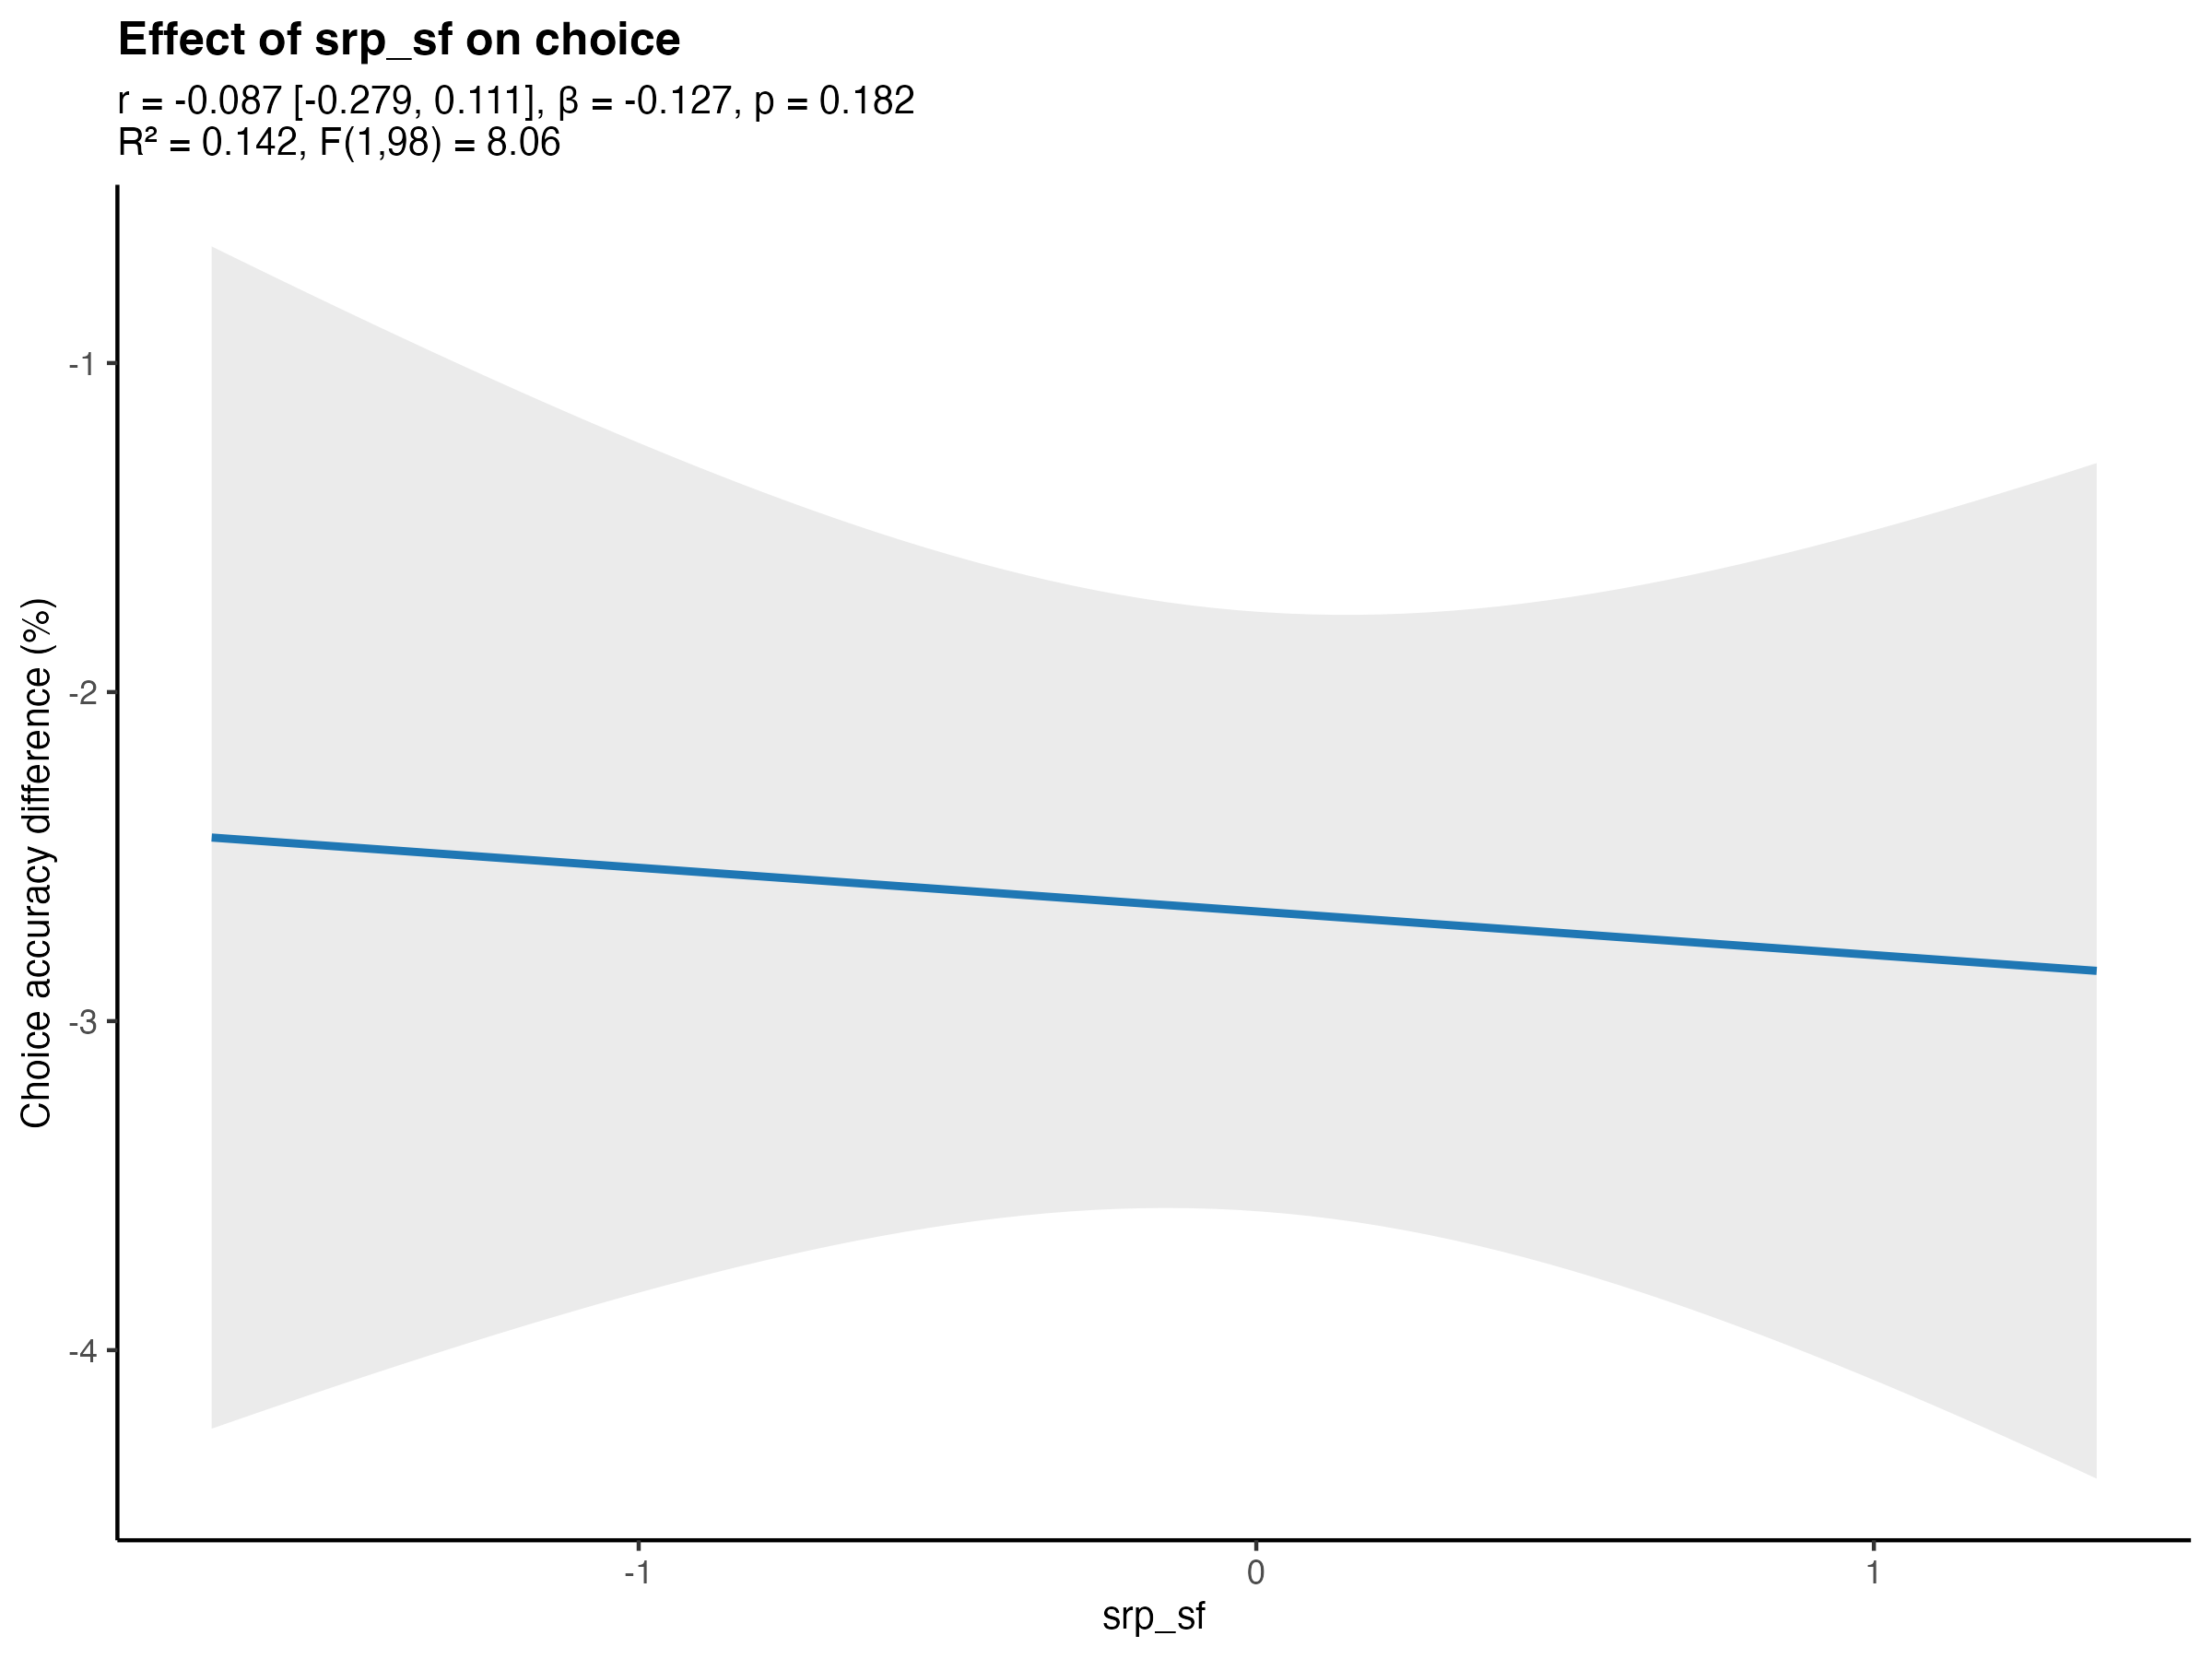 Effect of srp_sf on choice
r = -0.087 [-0.279, 0.111], β = -0.127, p = 0.182
R² = 0.142, F(1,98) = 8.06
Choice accuracy difference (%)
-1
-2
-3
-4
-1
0
1
srp_sf